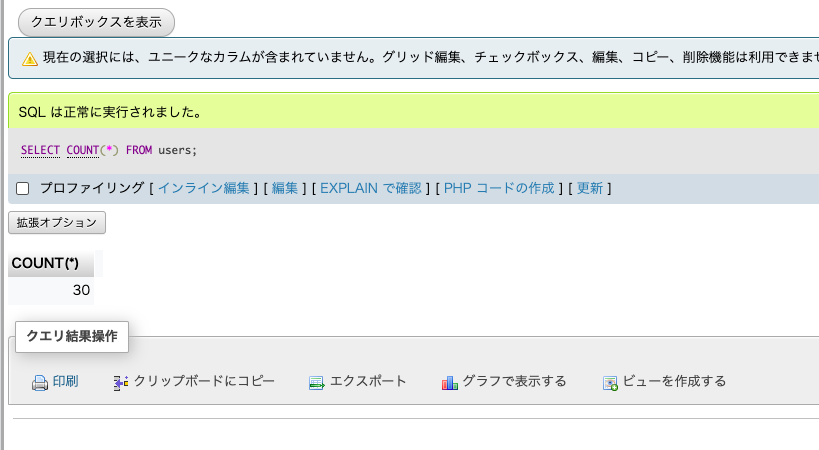 クエリボックスを表示
現在の選択には、ユニークなカラムが含まれていません。グリッド編集、チェックボックス、編集、コピー、削除機能は利用できま
SQL は正常に実行されました。
SELECT COUNT(*) FROM users;
プロファイリング [ インライン編集 ] [ 編集 ] [ EXPLAIN で確認 ] [ PHP コードの作成 ] [ 更新 ]
拡張オプション
COUNT(*)
30
クエリ結果操作
印刷 クリップボードにコピー エクスポート グラフで表示する ビューを作成する